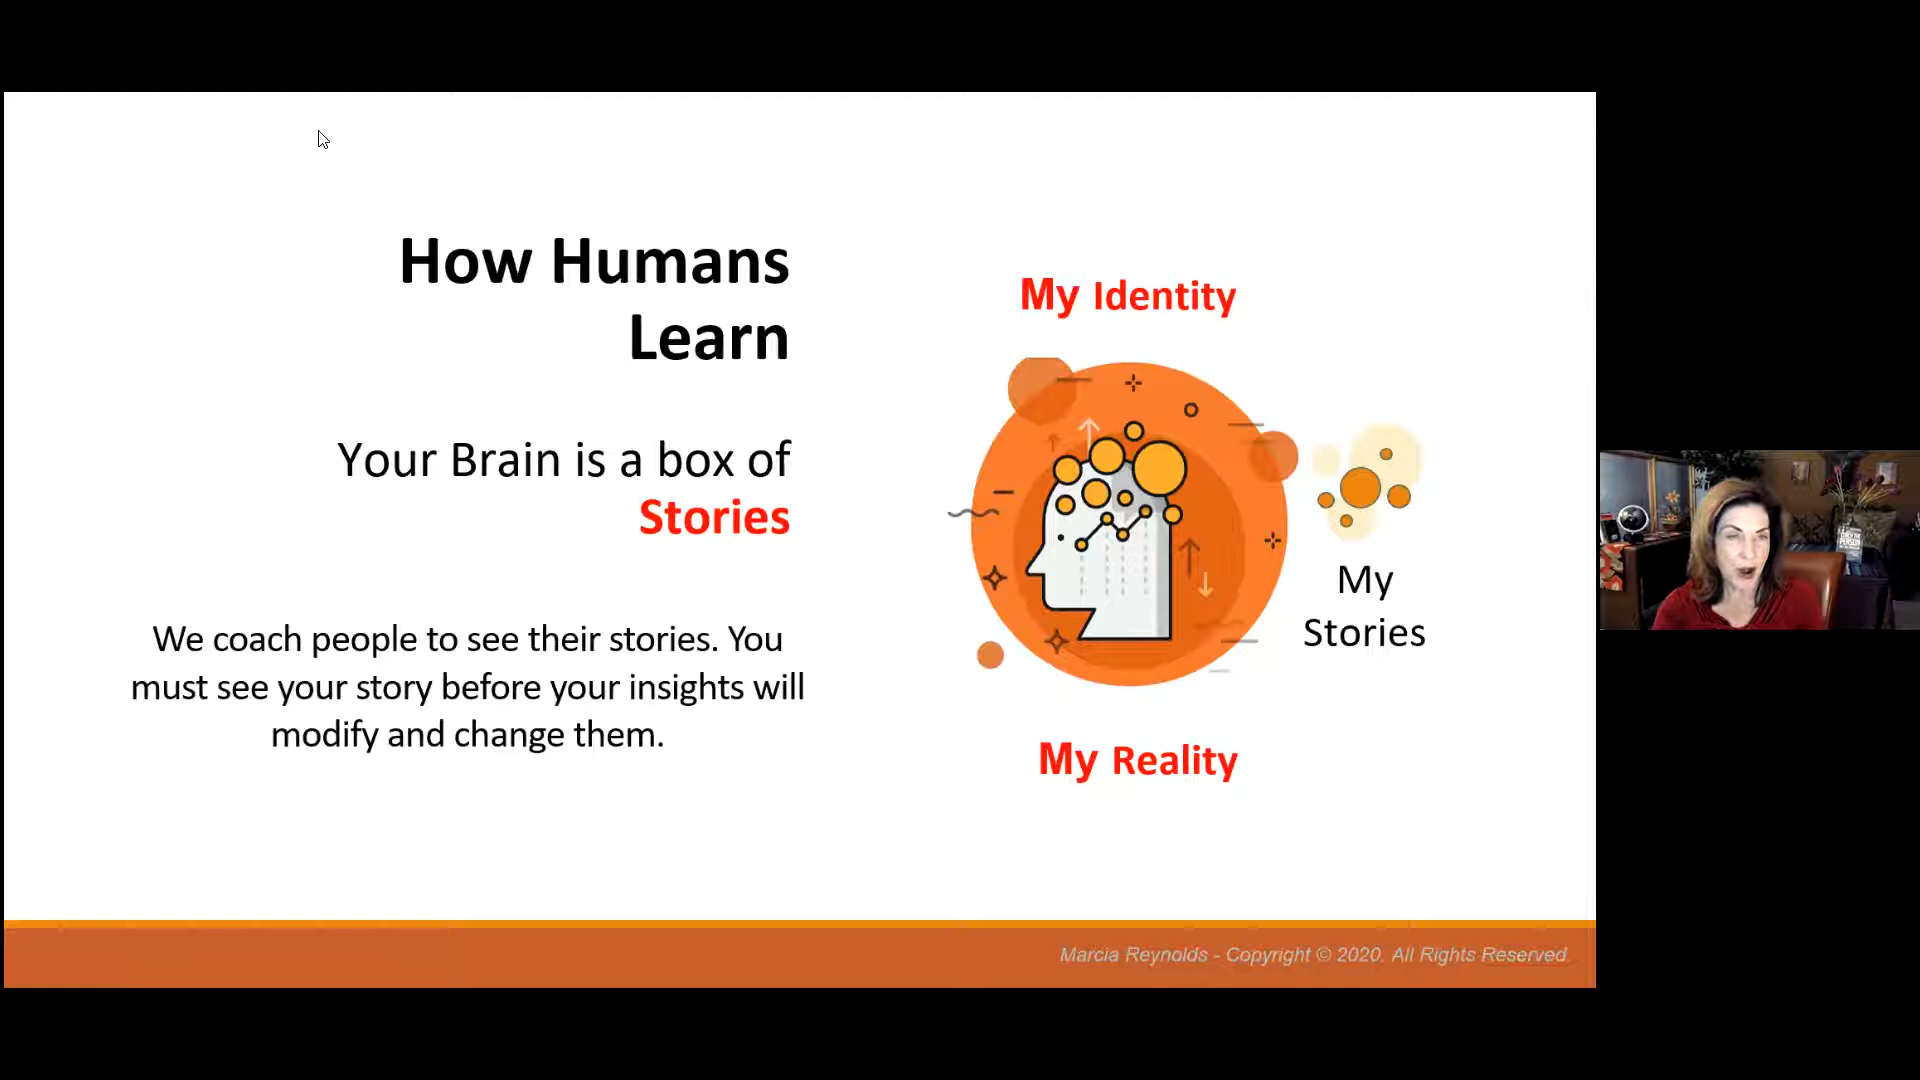 How Humans
Learn
Your Brain is a box of
Stories
We coach people to see their stories. You
must see your story before your insights will
modify and change them.
My Identity
My
Stories
My Reality
Marcia Reynolds - Copyright © 2020. All Rights Reserved.